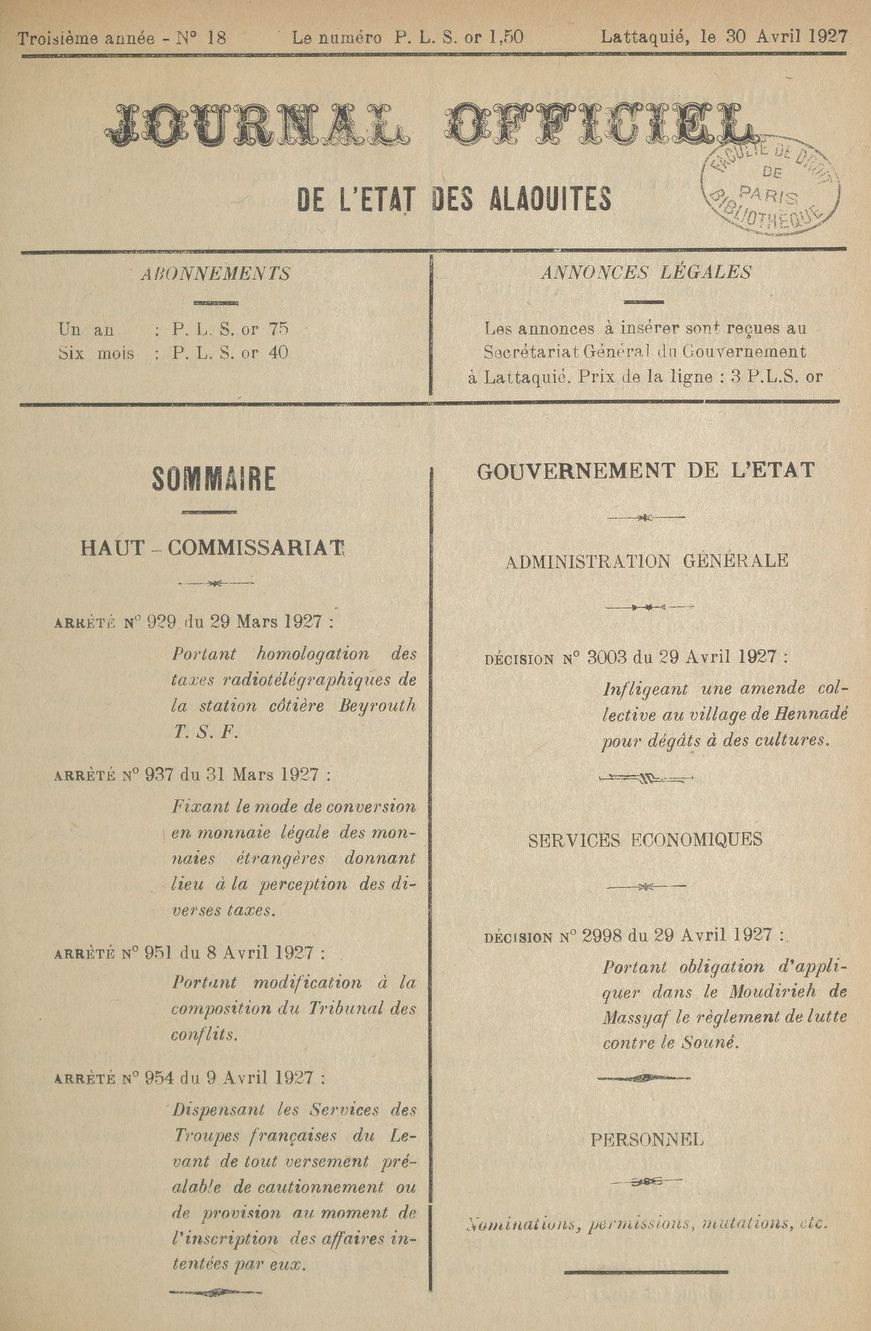 Troisième année - N° 18
Le numéro P. L. S. or 1,50
Lattaquié, le 30 Avril 1927
JOURNAL OFFICIEL
DE L'ETAT DES ALAOUITES
FACULTÉ DE DROIT
DE
PARIS
BIBLIOTHÈQUE
ABONNEMENTS
Un an : P. L. S. or 75
Six mois : P. L. S. or 40
ANNONCES LÉGALES
Les annonces à insérer sont reçues au
Secrétariat Général du Gouvernement
à Lattaquié. Prix de la ligne : 3 P.L.S. or
SOMMAIRE
HAUT - COMMISSARIAT
ARRÊTÉ N° 929 du 29 Mars 1927 :
Portant homologation des
taxes radiotélégraphiques de
la station côtière Beyrouth
T. S. F.
ARRÊTÉ N° 937 du 31 Mars 1927 :
Fixant le mode de conversion
en monnaie légale des mon-
naies étrangères donnant
lieu à la perception des di-
verses taxes.
ARRÊTÉ N° 951 du 8 Avril 1927 :
Portant modification à la
composition du Tribunal des
conflits.
ARRÊTÉ N° 954 du 9 Avril 1927 :
Dispensant les Services des
Troupes françaises du Le-
vant de tout versement pré-
alable de cautionnement ou
de provision au moment de
l'inscription des affaires in-
tentées par eux.
GOUVERNEMENT DE L'ETAT
ADMINISTRATION GÉNÉRALE
DÉCISION N° 3003 du 29 Avril 1927 :
Infligeant une amende col-
lective au village de Hennadé
pour dégâts à des cultures.
SERVICES ECONOMIQUES
DÉCISION N° 2998 du 29 Avril 1927 :
Portant obligation d'appli-
quer dans le Moudirieh de
Massyaf le règlement de lutte
contre le Souné.
PERSONNEL
Nominations, permissions, mutations, etc.